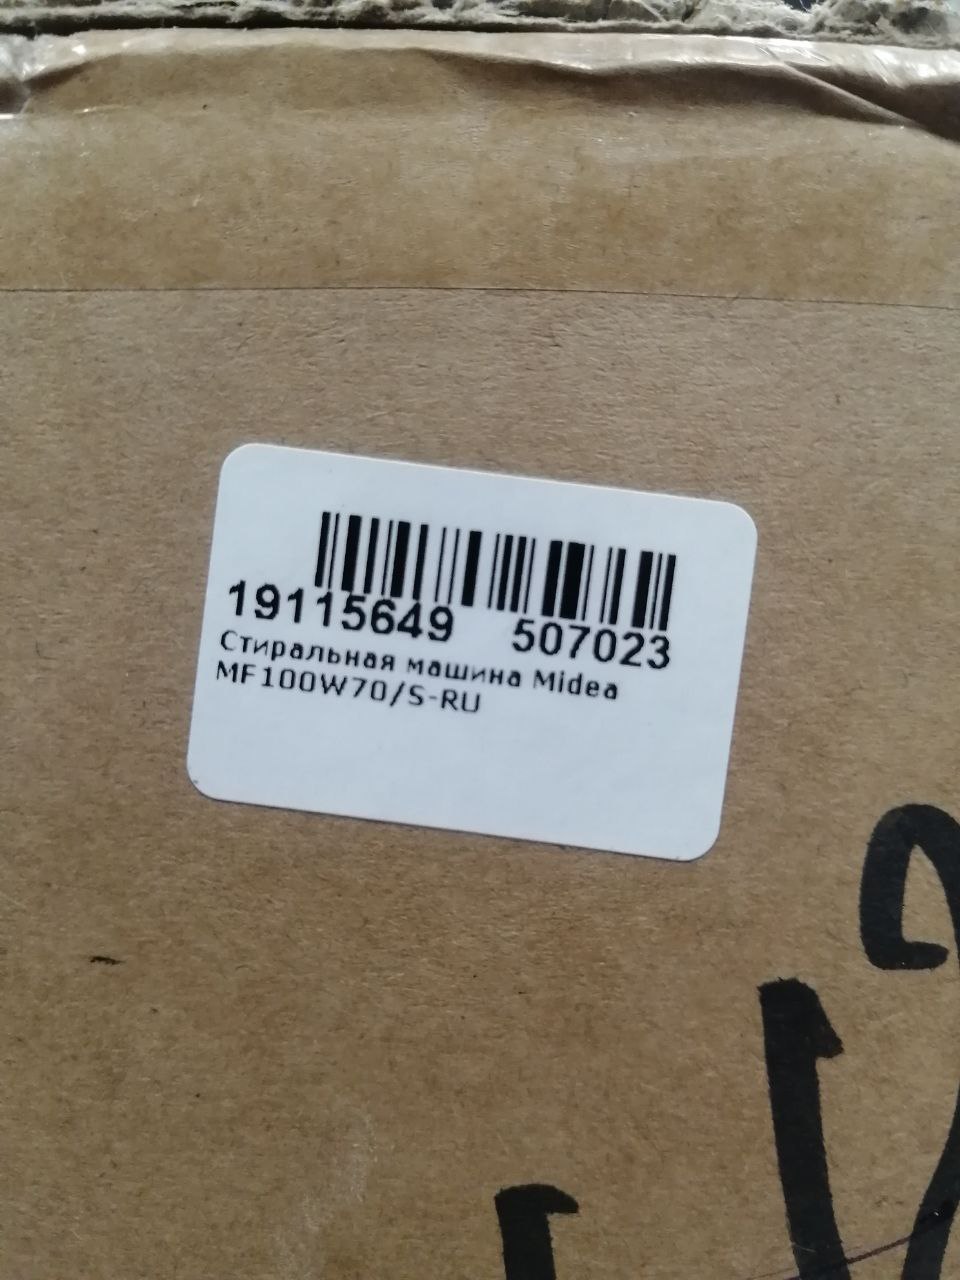 19115649 507023
Стиральная машина Midea
MF100W70/S-RU